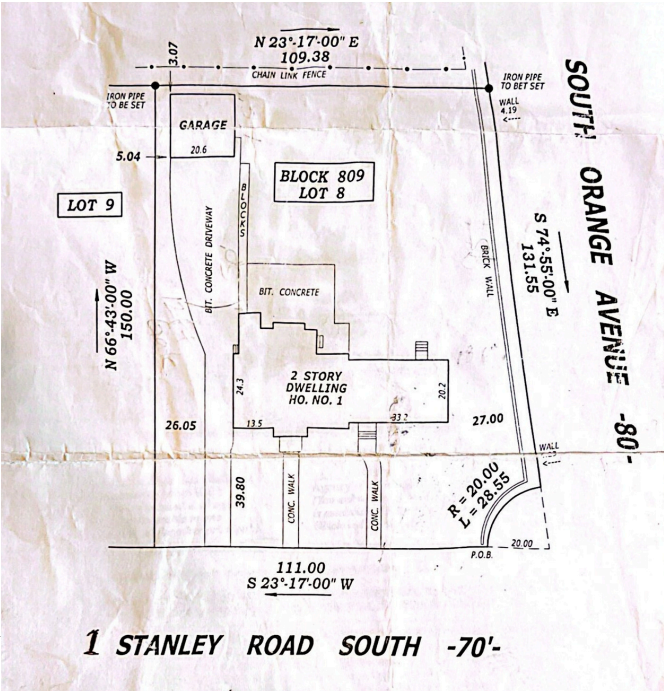 N 23°-17'-00" E
109.38
3.07
CHAIN LINK FENCE
IRON PIPE
TO BE SET
IRON PIPE
TO BET SET
WALL
4.19
GARAGE
20.6
5.04
BLOCK 809
LOT 8
LOT 9
BLOCKS
BIT. CONCRETE DRIVEWAY
BIT. CONCRETE
BRICK WALL
SOUTH ORANGE AVENUE -80-
S 74°-55'-00" E
131.55
N 66°-43'-00" W
150.00
2 STORY
DWELLING
HO. NO. 1
24.3
20.2
13.5
33.2
26.05
27.00
WALL
39.80
CONC. WALK
CONC. WALK
R = 20.00
L = 28.55
P.O.B.
20.00
111.00
S 23°-17'-00" W
1 STANLEY ROAD SOUTH -70'-